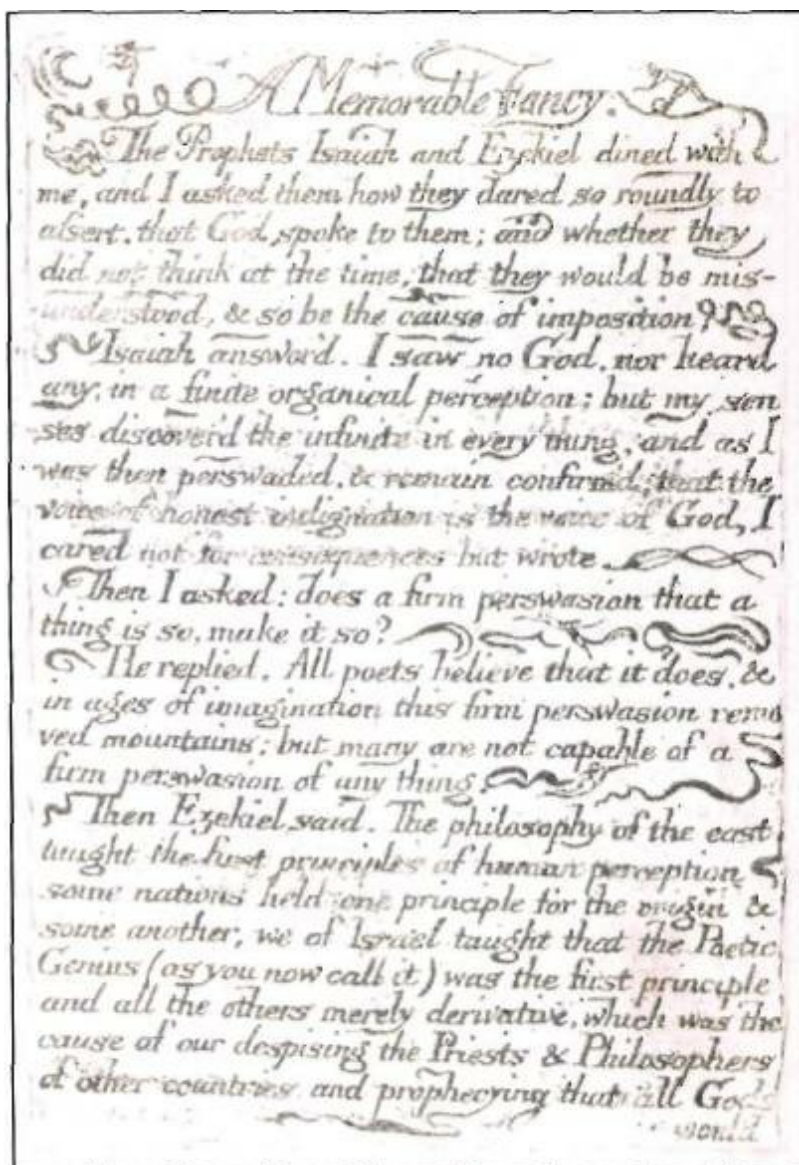 A Memorable Fancy.
The Prophets Isaiah and Ezekiel dined with
me, and I asked them how they dared so roundly to
assert. that God spoke to them; and whether they
did not think at the time, that they would be mis-
understood, & so be the cause of imposition?
Isaiah answer'd. I saw no God. nor heard
any, in a finite organical perception; but my sen
ses discover'd the infinite in every thing, and as I
was then perswaded. & remain confirmed; that the
voice of honest indignation is the voice of God, I
cared not for consequences but wrote
Then I asked: does a firm perswasion that a
thing is so, make it so?
He replied. All poets believe that it does. &
in ages of imagination this firm perswasion remo
ved mountains; but many are not capable of a
firm perswasion of any thing.
Then Ezekiel said. The philosophy of the east
taught the first principles of human perception
some nations held one principle for the origin &
some another, we of Israel taught that the Poetic
Genius (as you now call it) was the first principle
and all the others merely derivative, which was the
cause of our despising the Priests & Philosophers
of other countries and prophecying that all Gods
would